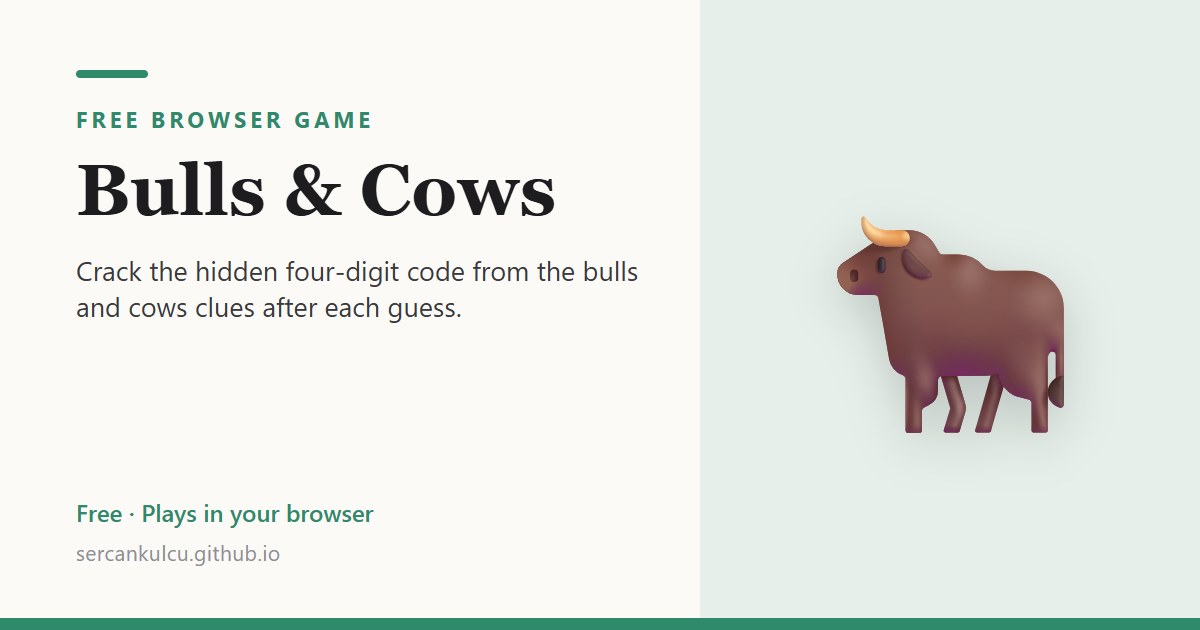 FREE BROWSER GAME
Bulls & Cows
Crack the hidden four-digit code from the bulls
and cows clues after each guess.
Free · Plays in your browser
sercankulcu.github.io